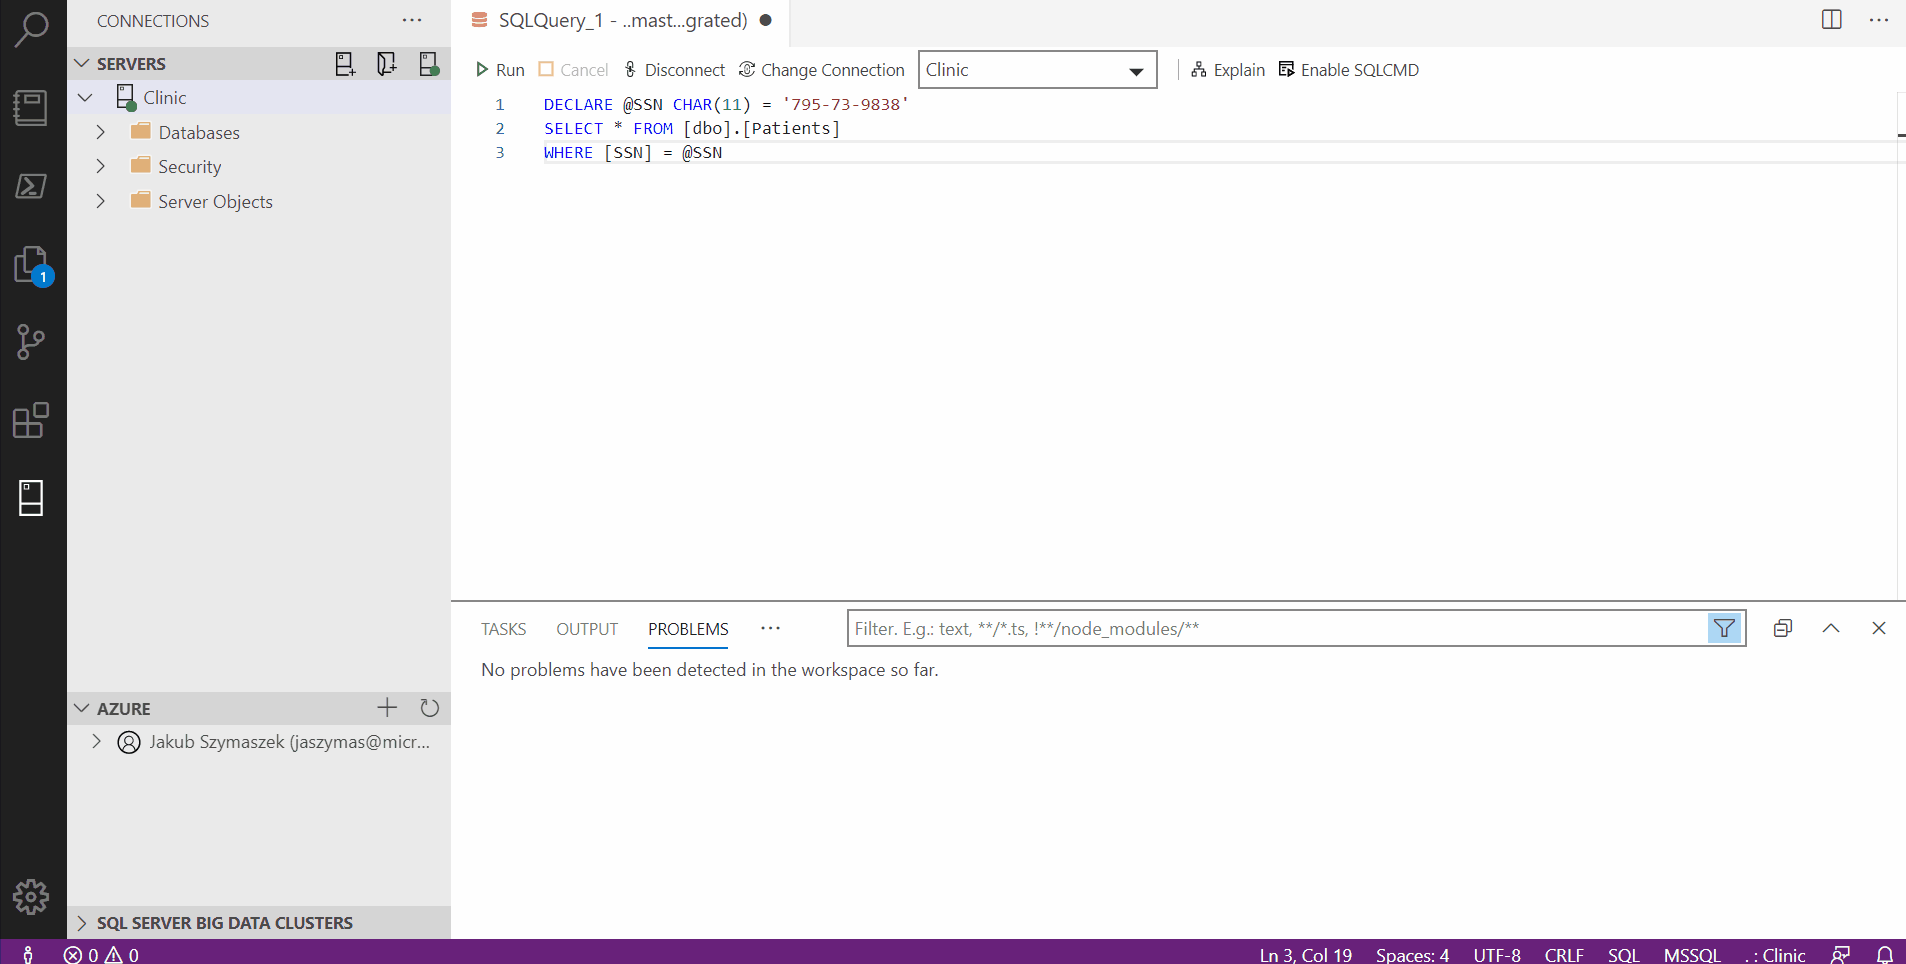 CONNECTIONS
SERVERS
Clinic
Databases
Security
Server Objects
AZURE
Jakub Szymaszek (jaszymas@micr...
SQL SERVER BIG DATA CLUSTERS
1
SQLQuery_1 - ..mast...grated)
Run Cancel Disconnect Change Connection Clinic Explain Enable SQLCMD
1 DECLARE @SSN CHAR(11) = '795-73-9838'
2 SELECT * FROM [dbo].[Patients]
3 WHERE [SSN] = @SSN
TASKS OUTPUT PROBLEMS ... Filter. E.g.: text, **/*.ts, !**/node_modules/**
No problems have been detected in the workspace so far.
0 0 Ln 3, Col 19 Spaces: 4 UTF-8 CRLF SQL MSSQL . : Clinic